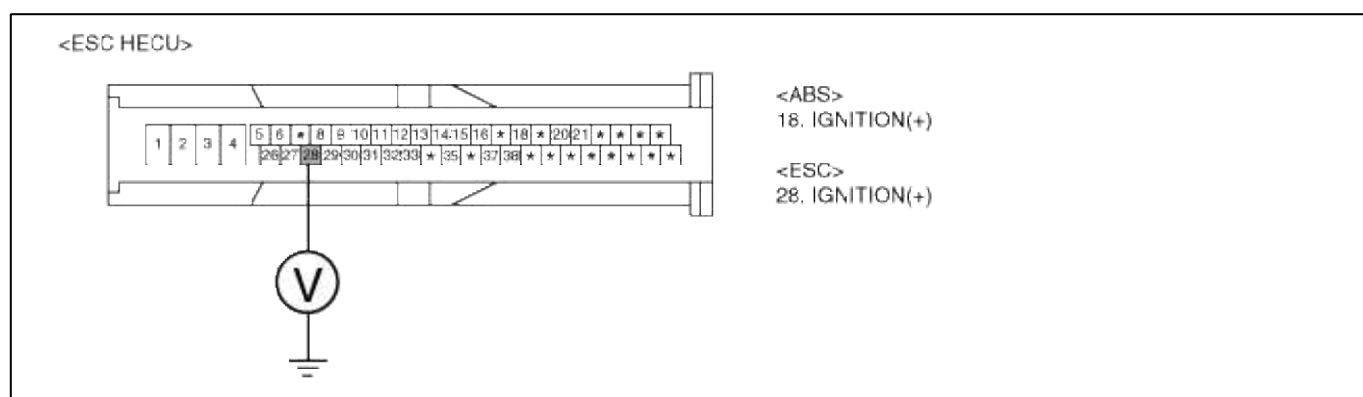 <ESC HECU>
<ABS>
18. IGNITION(+)
<ESC>
28. IGNITION(+)
1 2 3 4
5 6 * 8 9 10 11 12 13 14 15 16 * 18 * 20 21 * * * *
26 27 28 29 30 31 32 33 * 35 * 37 38 * * * * * * * *
V